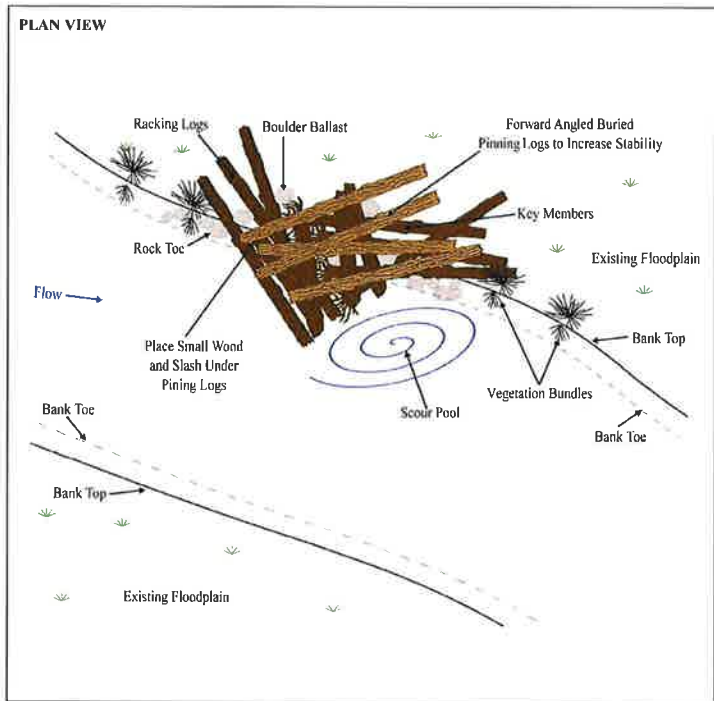 PLAN VIEW
Racking Logs
Boulder Ballast
Forward Angled Buried
Pinning Logs to Increase Stability
Key Members
Rock Toe
Existing Floodplain
Flow
Place Small Wood
and Slash Under
Pining Logs
Bank Top
Vegetation Bundles
Scour Pool
Bank Toe
Bank Toe
Bank Top
Existing Floodplain